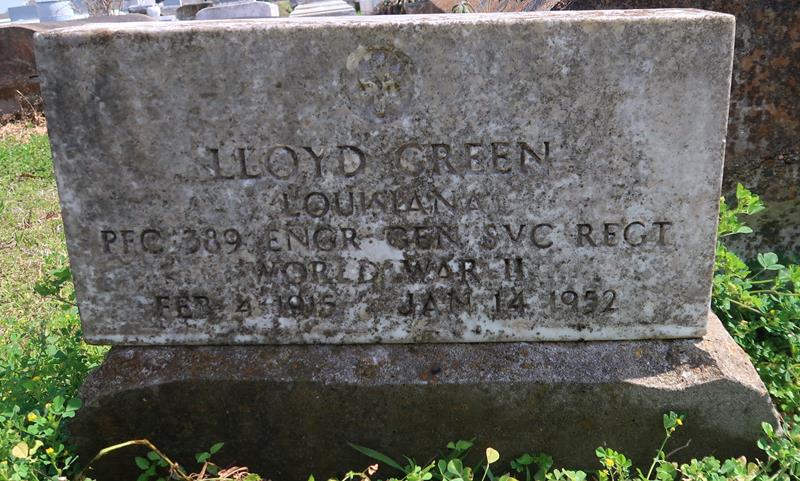 LLOYD GREEN
LOUISIANA
PFC 389 ENGR GEN SVC REGT
WORLD WAR II
FEB 4 1915 JAN 14 1952